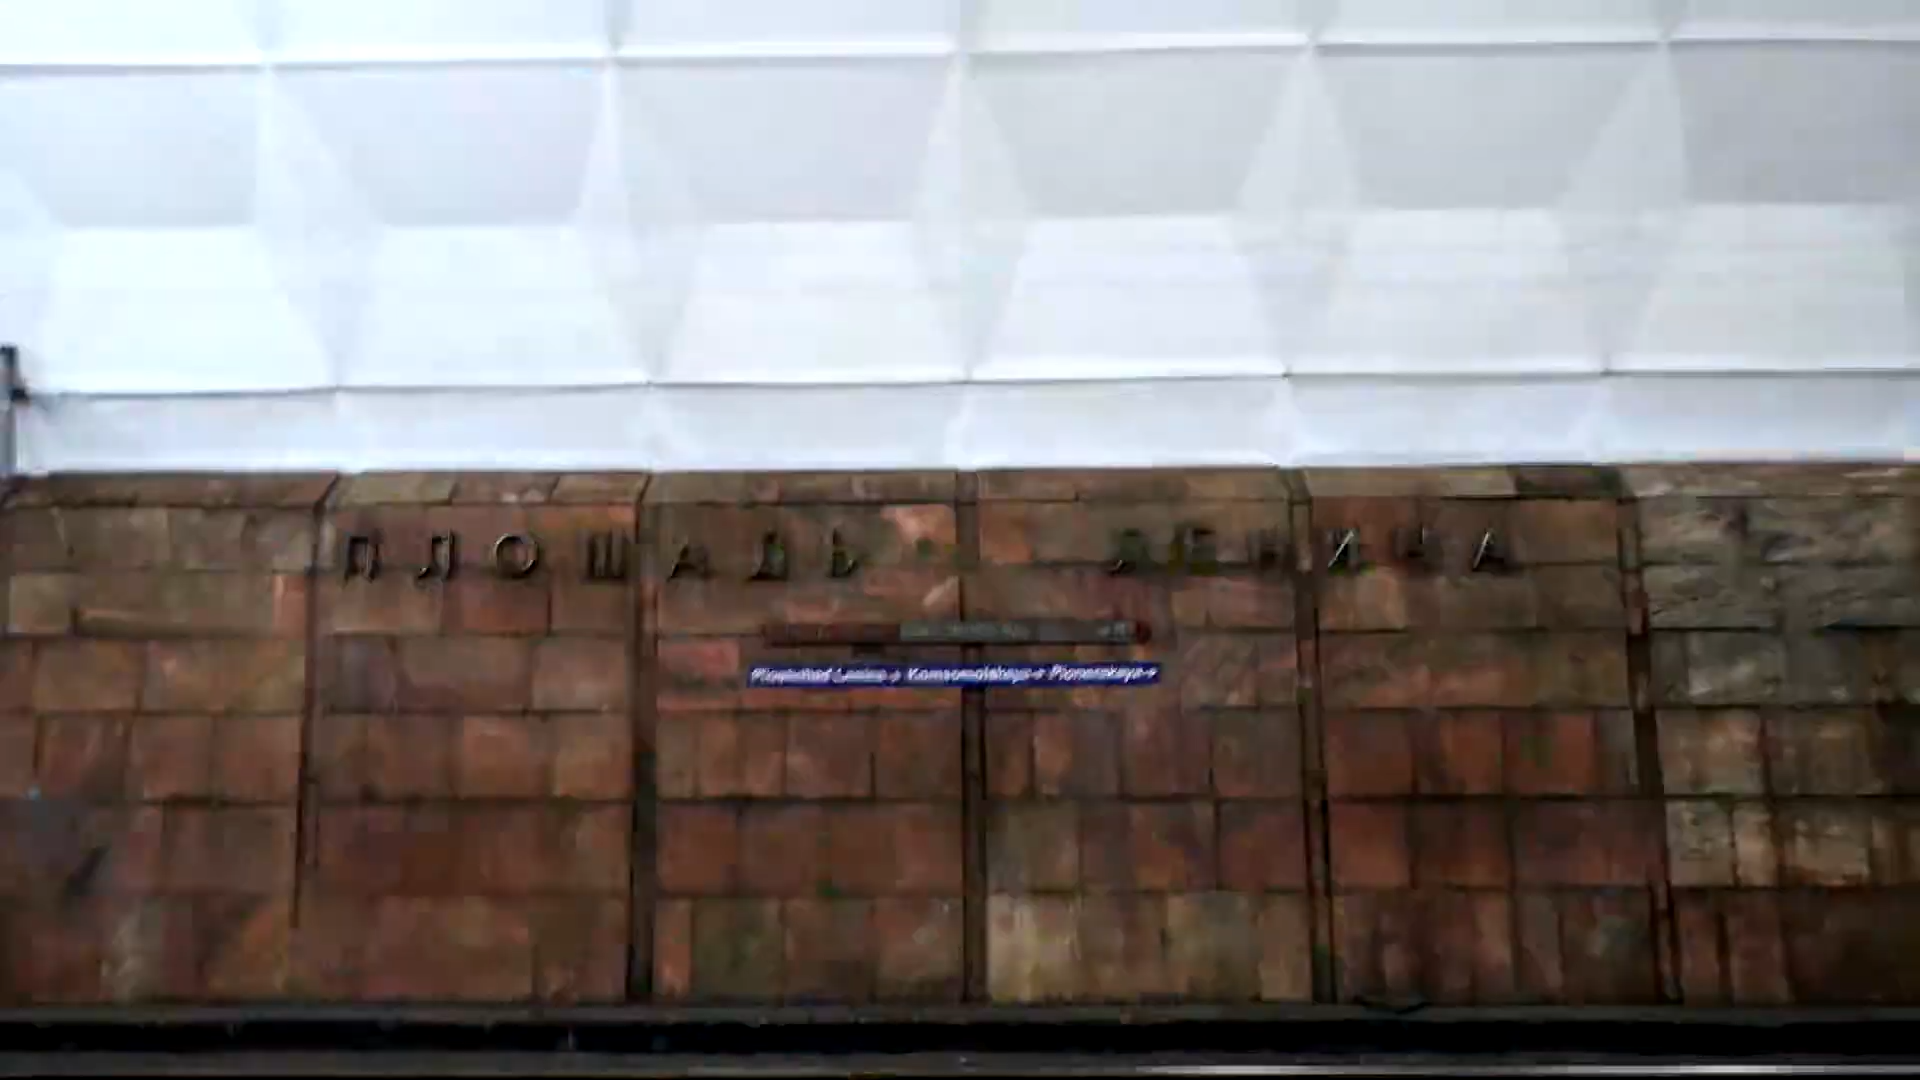 ПЛОЩАДЬ ЛЕНИНА
Ploshchad Lenina → Komsomolskaya → Pionerskaya →